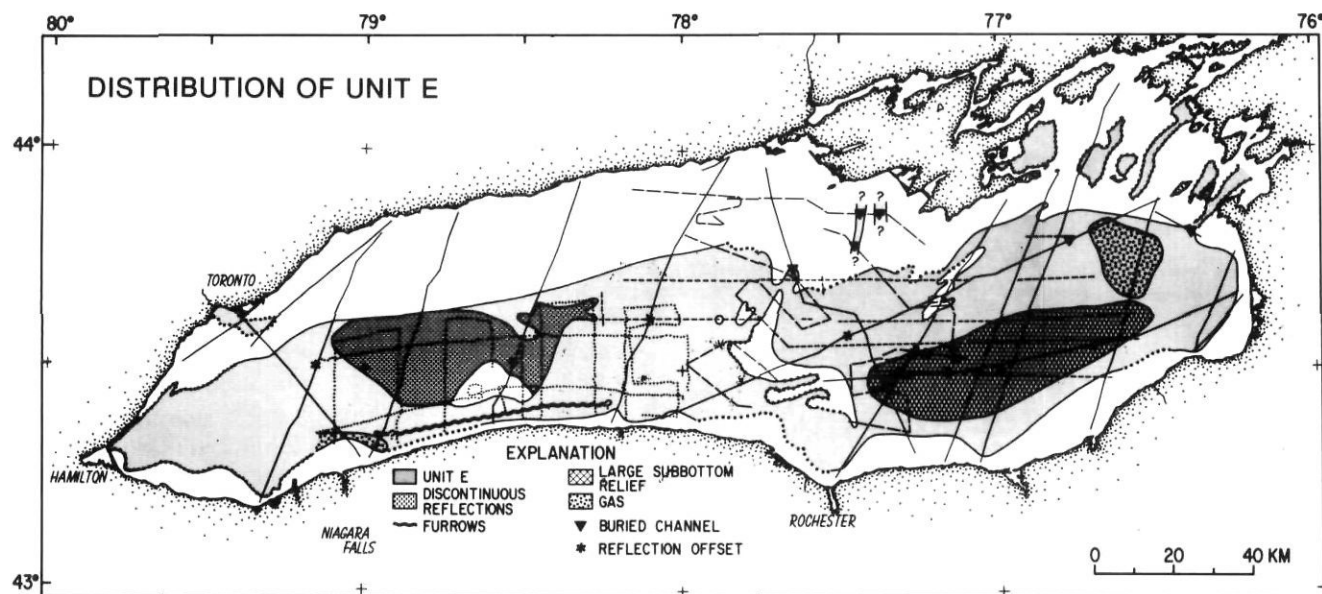 80° 79° 78° 77° 76°
DISTRIBUTION OF UNIT E
44°
? ?
? ?
?
TORONTO
HAMILTON
NIAGARA
FALLS
ROCHESTER
EXPLANATION
UNIT E
DISCONTINUOUS
REFLECTIONS
FURROWS
LARGE SUBBOTTOM
RELIEF
GAS
BURIED CHANNEL
REFLECTION OFFSET
0 20 40 KM
43°